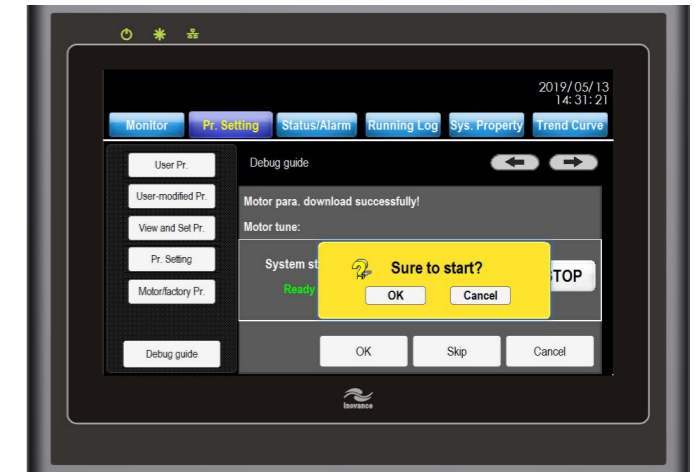 2019/05/13
14:31:21
Monitor
Pr. Setting
Status/Alarm
Running Log
Sys. Property
Trend Curve
User Pr.
User-modified Pr.
View and Set Pr.
Pr. Setting
Motor/factory Pr.
Debug guide
Debug guide
Motor para. download successfully!
Motor tune:
System st
Ready
Sure to start?
OK
Cancel
TOP
OK
Skip
Cancel
Inovance